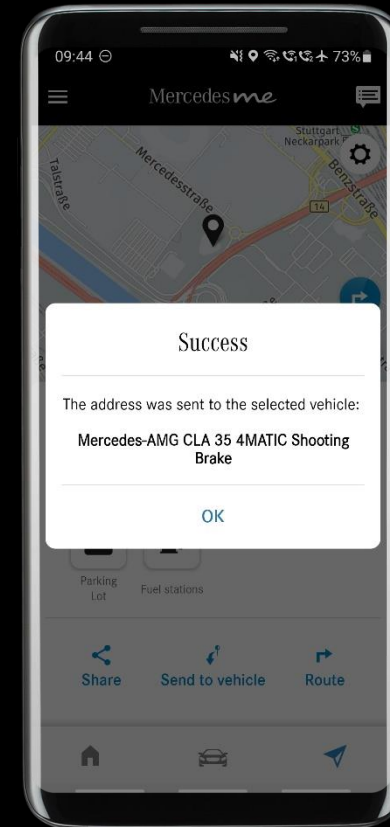 09:44
73%
Mercedes me
Stuttgart
Neckarpark
Talstraße
Mercedesstraße
Benzstraße
14
Success
The address was sent to the selected vehicle:
Mercedes-AMG CLA 35 4MATIC Shooting
Brake
OK
Parking
Lot
Fuel stations
Share
Send to vehicle
Route